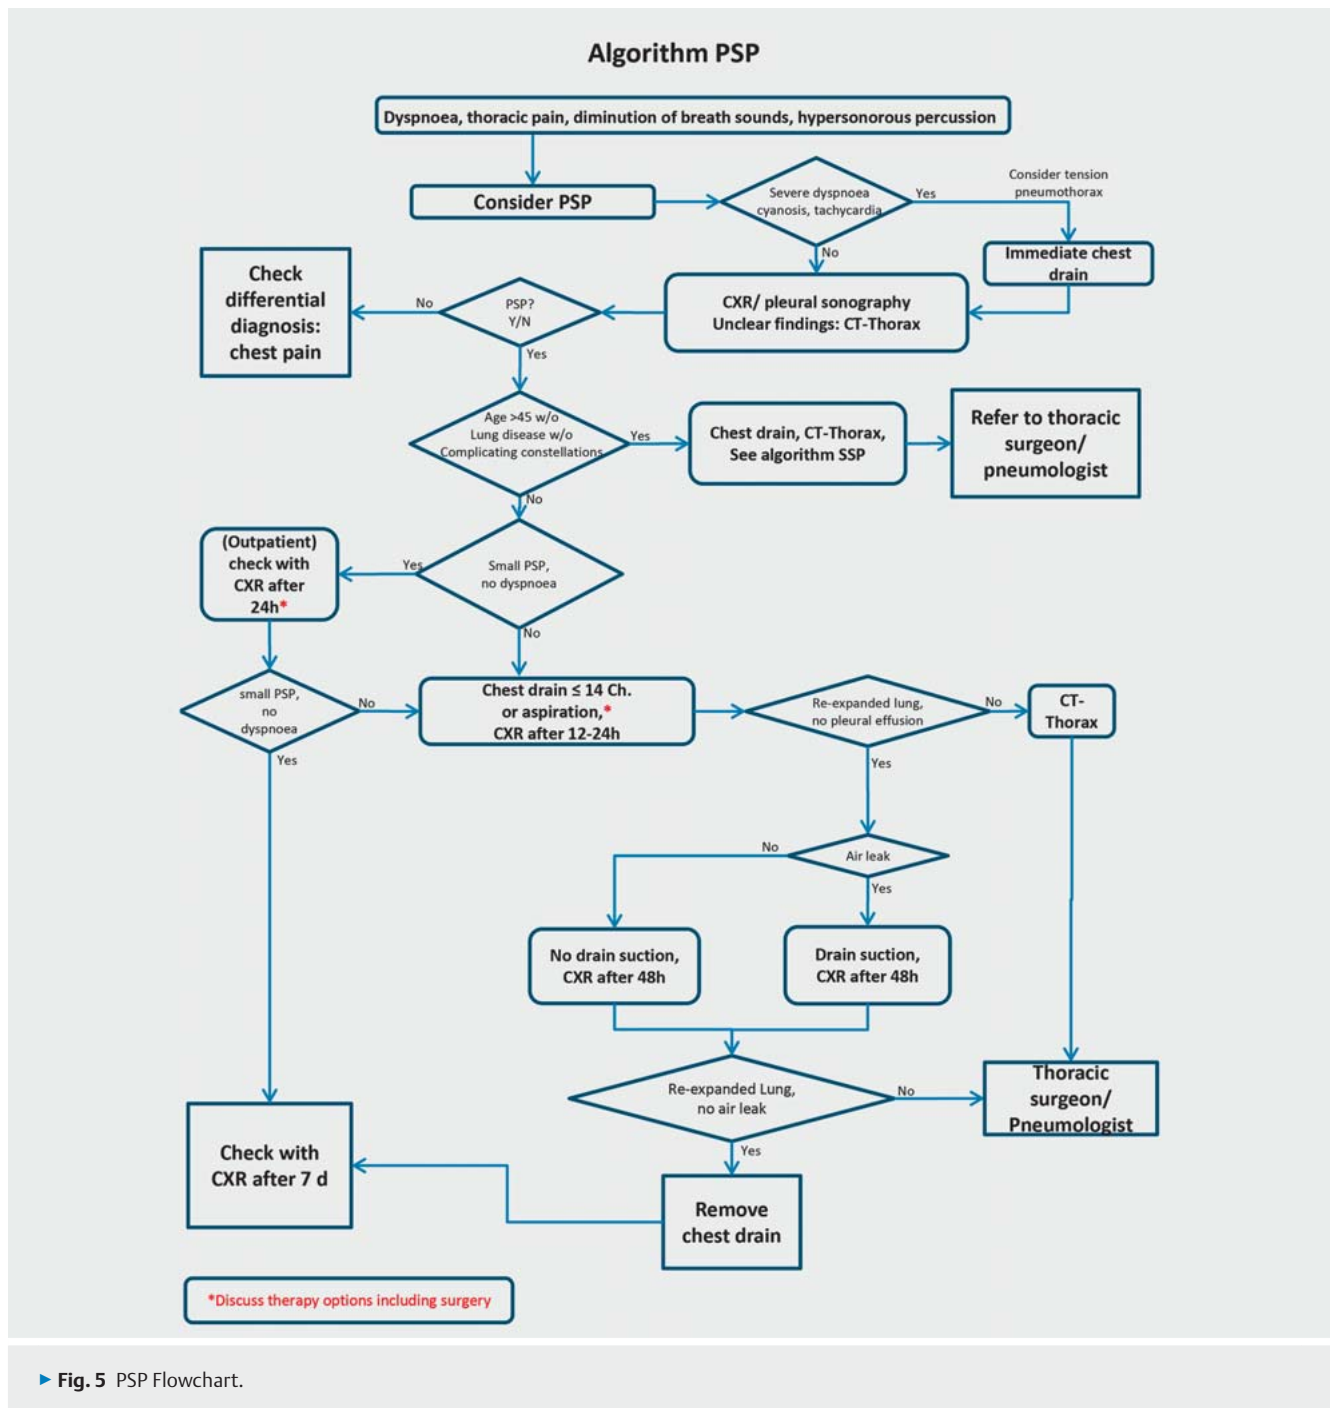 Algorithm PSP
Dyspnoea, thoracic pain, diminution of breath sounds, hypersonorous percussion
Consider PSP
Severe dyspnoea
cyanosis, tachycardia
Yes
Consider tension
pneumothorax
No
Immediate chest
drain
CXR/ pleural sonography
Unclear findings: CT-Thorax
PSP?
Y/N
No
Check
differential
diagnosis:
chest pain
Yes
Age >45 w/o
Lung disease w/o
Complicating constellations
Yes
Chest drain, CT-Thorax,
See algorithm SSP
Refer to thoracic
surgeon/
pneumologist
No
Small PSP,
no dyspnoea
Yes
(Outpatient)
check with
CXR after
24h*
No
small PSP,
no
dyspnoea
No
Chest drain ≤ 14 Ch.
or aspiration,*
CXR after 12-24h
Re-expanded lung,
no pleural effusion
No
CT-
Thorax
Yes
Yes
Air leak
No
Yes
No drain suction,
CXR after 48h
Drain suction,
CXR after 48h
Re-expanded Lung,
no air leak
No
Thoracic
surgeon/
Pneumologist
Yes
Remove
chest drain
Check with
CXR after 7 d
*Discuss therapy options including surgery
► Fig. 5 PSP Flowchart.